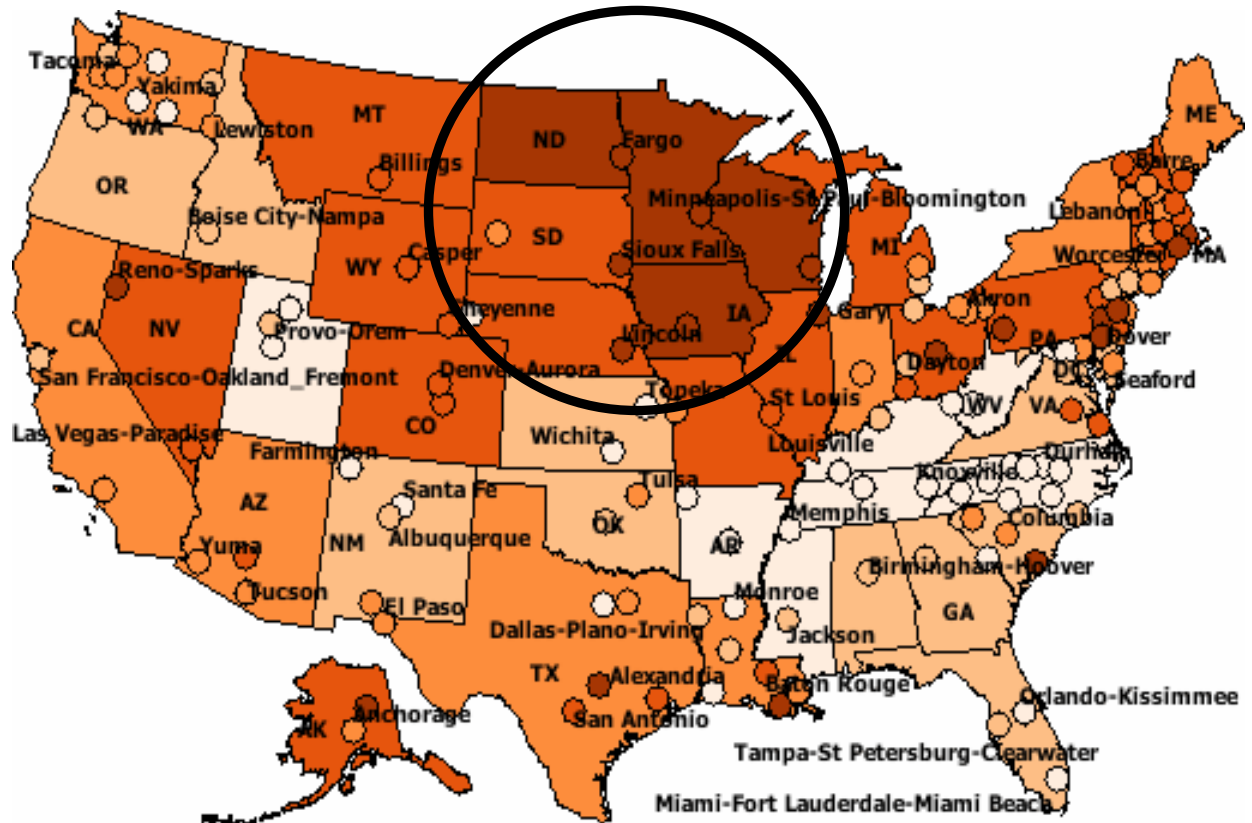 Tacoma
Yakima
WA
Lewiston
MT
Billings
ND
Fargo
ME
Barre
OR
Boise City-Nampa
Minneapolis-St Paul-Bloomington
Lebanon
SD
Sioux Falls
MI
Worcester
MA
WY
Casper
Reno-Sparks
Cheyenne
IA
Gary
Akron
CA
NV
Provo-Orem
Lincoln
PA
Dover
San Francisco-Oakland_Fremont
Denver-Aurora
IL
Dayton
DC
Seaford
Topeka
St Louis
WV
VA
CO
Las Vegas-Paradise
Farmington
Wichita
Louisville
Durham
Knoxville
Tulsa
Santa Fe
AZ
Memphis
Columbia
OK
NM
Albuquerque
AR
Yuma
Birmingham-Hoover
Tucson
El Paso
Monroe
GA
Dallas-Plano-Irving
Jackson
TX
Alexandria
Baton Rouge
Orlando-Kissimmee
Anchorage
AK
San Antonio
Tampa-St Petersburg-Clearwater
Miami-Fort Lauderdale-Miami Beach